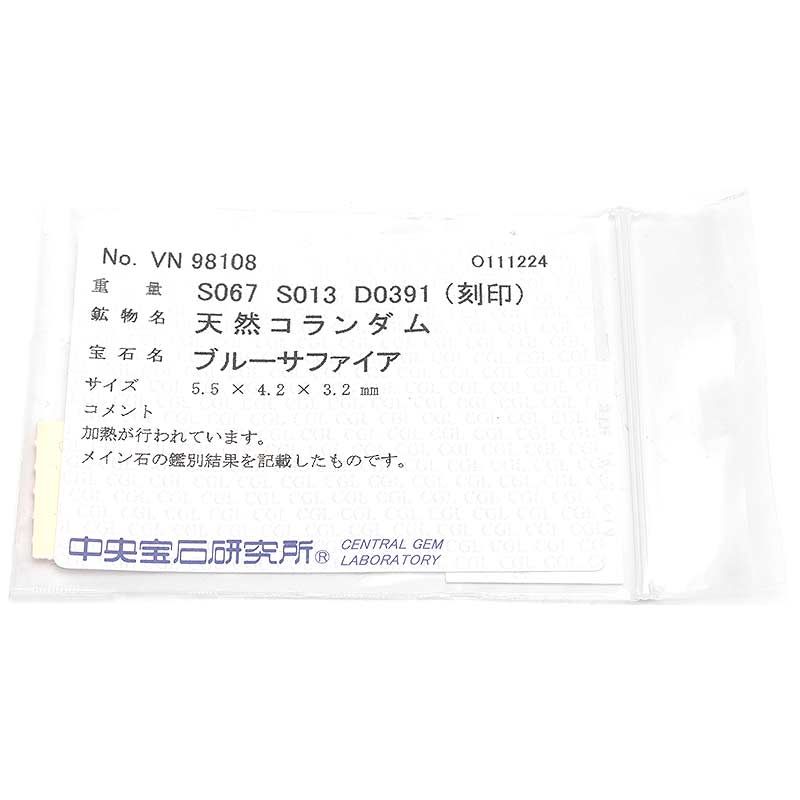 No. VN 98108 O111224
重量 S067 S013 D0391 (刻印)
鉱物名 天然コランダム
宝石名 ブルーサファイア
サイズ 5.5 × 4.2 × 3.2 mm
コメント
加熱が行われています。
メイン石の鑑別結果を記載したものです。
中央宝石研究所® CENTRAL GEM
LABORATORY